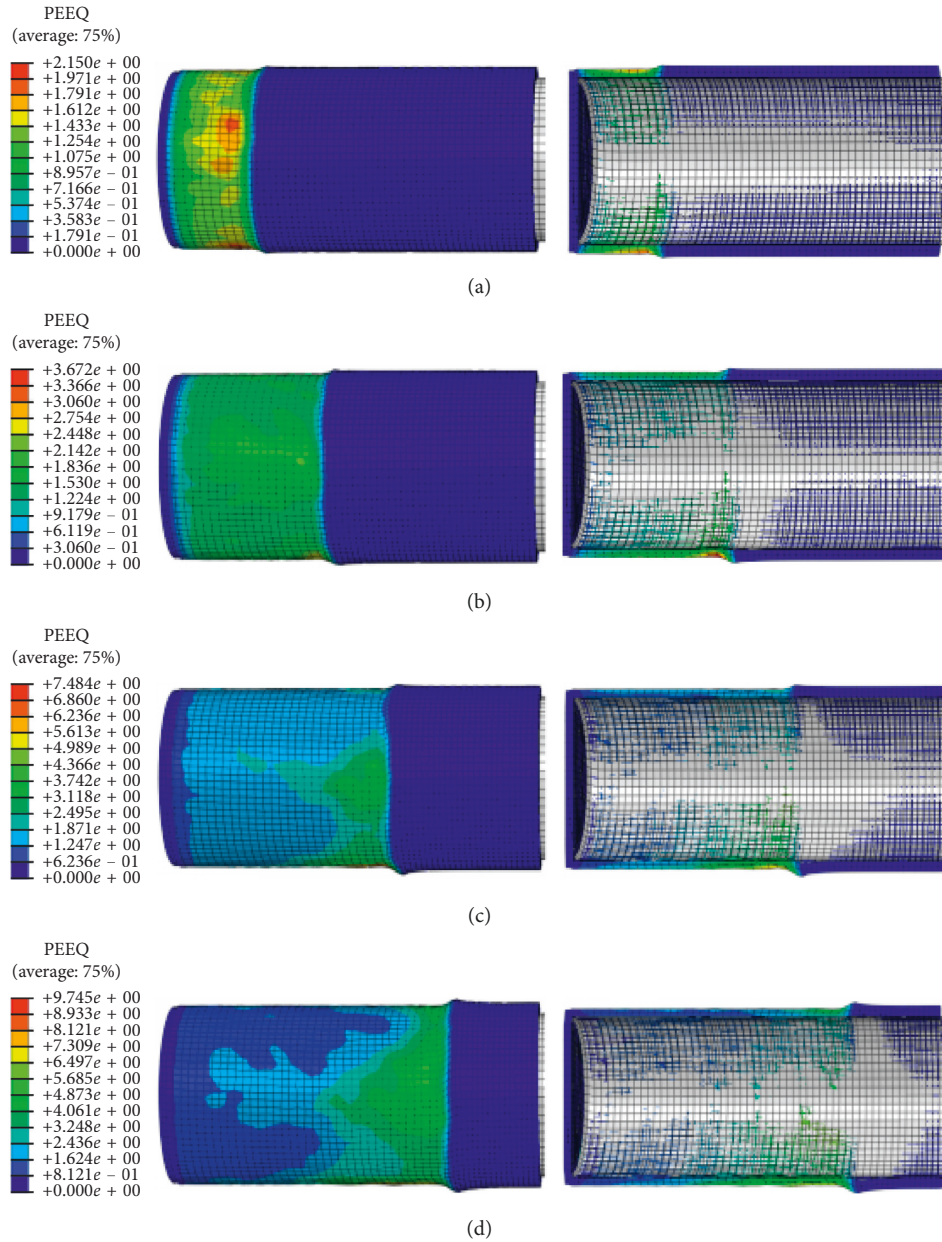 PEEQ
(average: 75%)
+2.150e + 00
+1.971e + 00
+1.791e + 00
+1.612e + 00
+1.433e + 00
+1.254e + 00
+1.075e + 00
+8.957e – 01
+7.166e – 01
+5.374e – 01
+3.583e – 01
+1.791e – 01
+0.000e + 00
(a)
PEEQ
(average: 75%)
+3.672e + 00
+3.366e + 00
+3.060e + 00
+2.754e + 00
+2.448e + 00
+2.142e + 00
+1.836e + 00
+1.530e + 00
+1.224e + 00
+9.179e – 01
+6.119e – 01
+3.060e – 01
+0.000e + 00
(b)
PEEQ
(average: 75%)
+7.484e + 00
+6.860e + 00
+6.236e + 00
+5.613e + 00
+4.989e + 00
+4.366e + 00
+3.742e + 00
+3.118e + 00
+2.495e + 00
+1.871e + 00
+1.247e + 00
+6.236e – 01
+0.000e + 00
(c)
PEEQ
(average: 75%)
+9.745e + 00
+8.933e + 00
+8.121e + 00
+7.309e + 00
+6.497e + 00
+5.685e + 00
+4.873e + 00
+4.061e + 00
+3.248e + 00
+2.436e + 00
+1.624e + 00
+8.121e – 01
+0.000e + 00
(d)